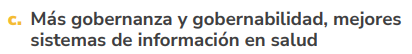 c. Más gobernanza y gobernabilidad, mejores
sistemas de información en salud